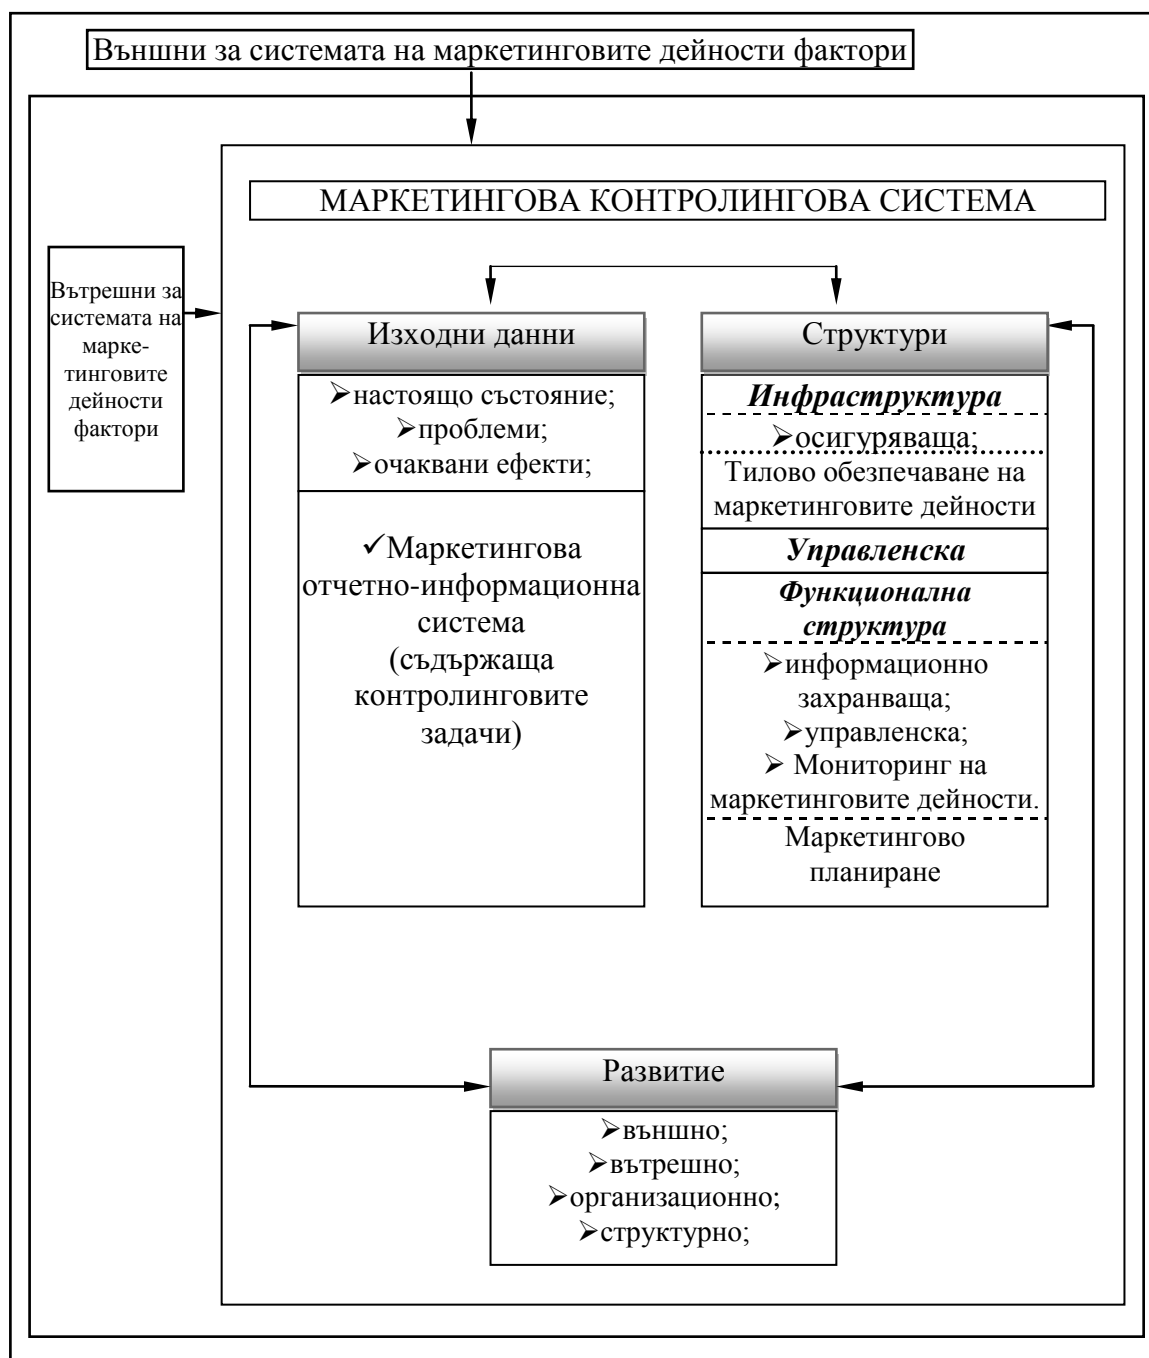 Външни за системата на маркетинговите дейности фактори
МАРКЕТИНГОВА КОНТРОЛИНГОВА СИСТЕМА
Вътрешни за
системата на
марке-
тинговите
дейности
фактори
Изходни данни
➢настоящо състояние;
➢проблеми;
➢очаквани ефекти;
✓Маркетингова
отчетно-информационна
система
(съдържаща
контролинговите
задачи)
Структури
Инфраструктура
➢осигуряваща;
Тилово обезпечаване на
маркетинговите дейности
Управленска
Функционална
структура
➢информационно
захранваща;
➢управленска;
➢ Мониторинг на
маркетинговите дейности.
Маркетингово
планиране
Развитие
➢външно;
➢вътрешно;
➢организационно;
➢структурно;